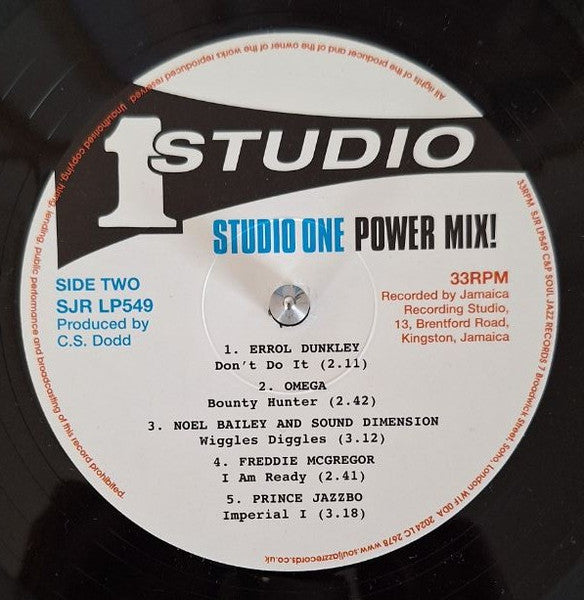 1 STUDIO
STUDIO ONE POWER MIX!
SIDE TWO
SJR LP549
Produced by
C.S. Dodd
33RPM
Recorded by Jamaica
Recording Studio,
13, Brentford Road,
Kingston, Jamaica
1. ERROL DUNKLEY
Don't Do It (2.11)
2. OMEGA
Bounty Hunter (2.42)
3. NOEL BAILEY AND SOUND DIMENSION
Wiggles Diggles (3.12)
4. FREDDIE MCGREGOR
I Am Ready (2.41)
5. PRINCE JAZZBO
Imperial I (3.18)
All rights of the producer and of the owner of the works reproduced reserved. Unauthorised copying, hiring, lending, public performance and broadcasting of this record prohibited.
33RPM SJR LP549 C&P SOUL JAZZ RECORDS 7 Broadwick Street, Soho, London W1F 0DA 2024 LC 2678 www.souljazzrecords.co.uk